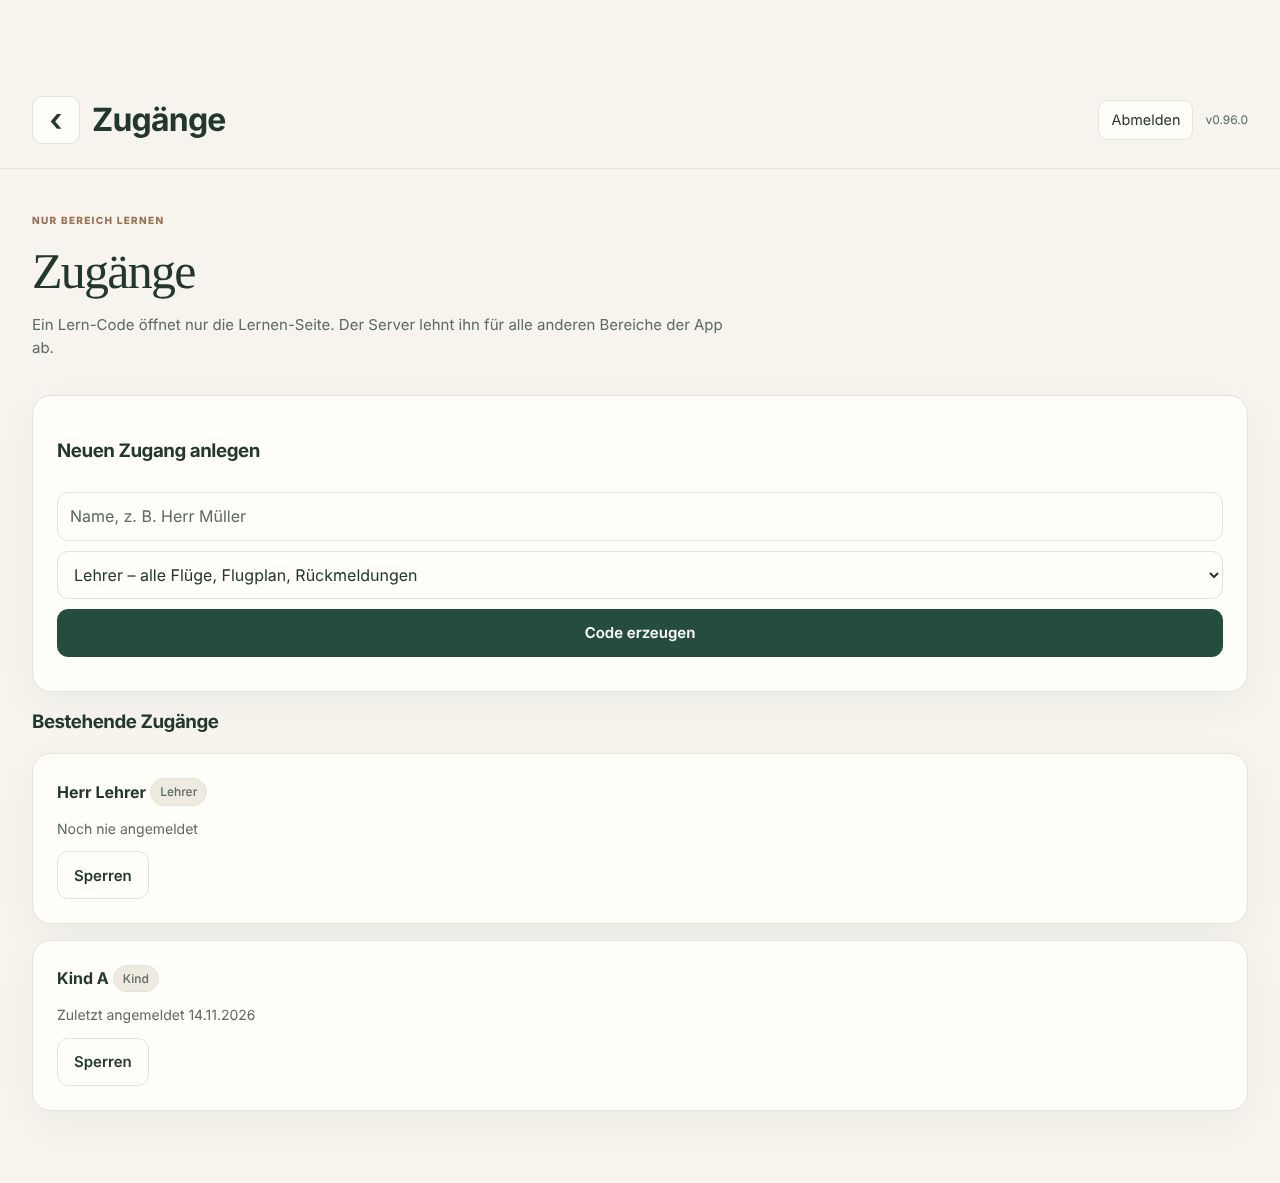 Zugänge
Abmelden
v0.96.0
NUR BEREICH LERNEN
Zugänge
Ein Lern-Code öffnet nur die Lernen-Seite. Der Server lehnt ihn für alle anderen Bereiche der App
ab.
Neuen Zugang anlegen
Name, z. B. Herr Müller
Lehrer – alle Flüge, Flugplan, Rückmeldungen
Code erzeugen
Bestehende Zugänge
Herr Lehrer Lehrer
Noch nie angemeldet
Sperren
Kind A Kind
Zuletzt angemeldet 14.11.2026
Sperren